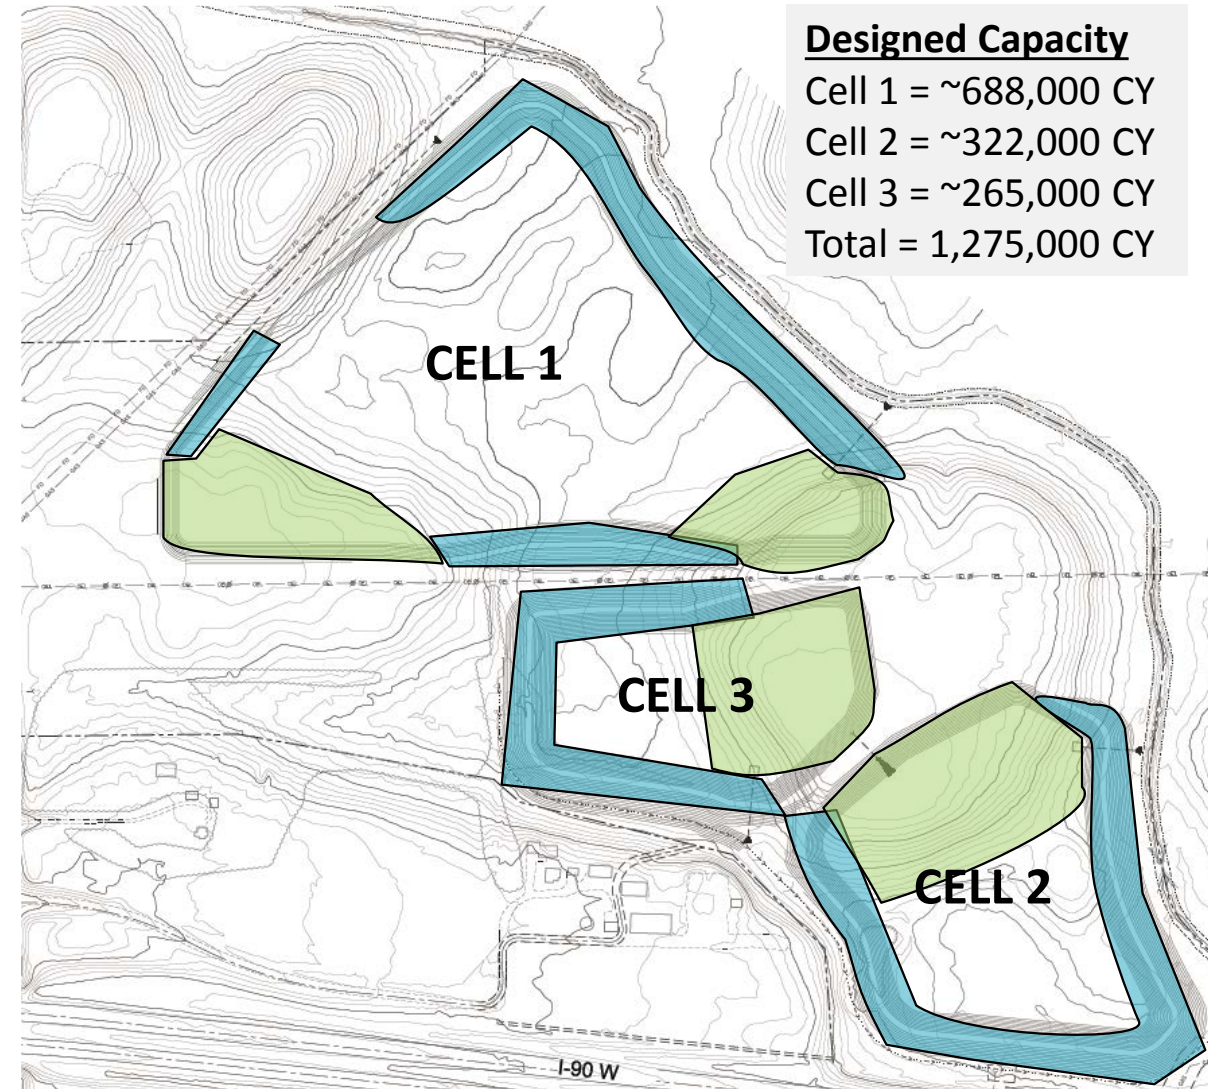 Designed Capacity
Cell 1 = ~688,000 CY
Cell 2 = ~322,000 CY
Cell 3 = ~265,000 CY
Total = 1,275,000 CY
CELL 1
CELL 3
CELL 2
I-90 W